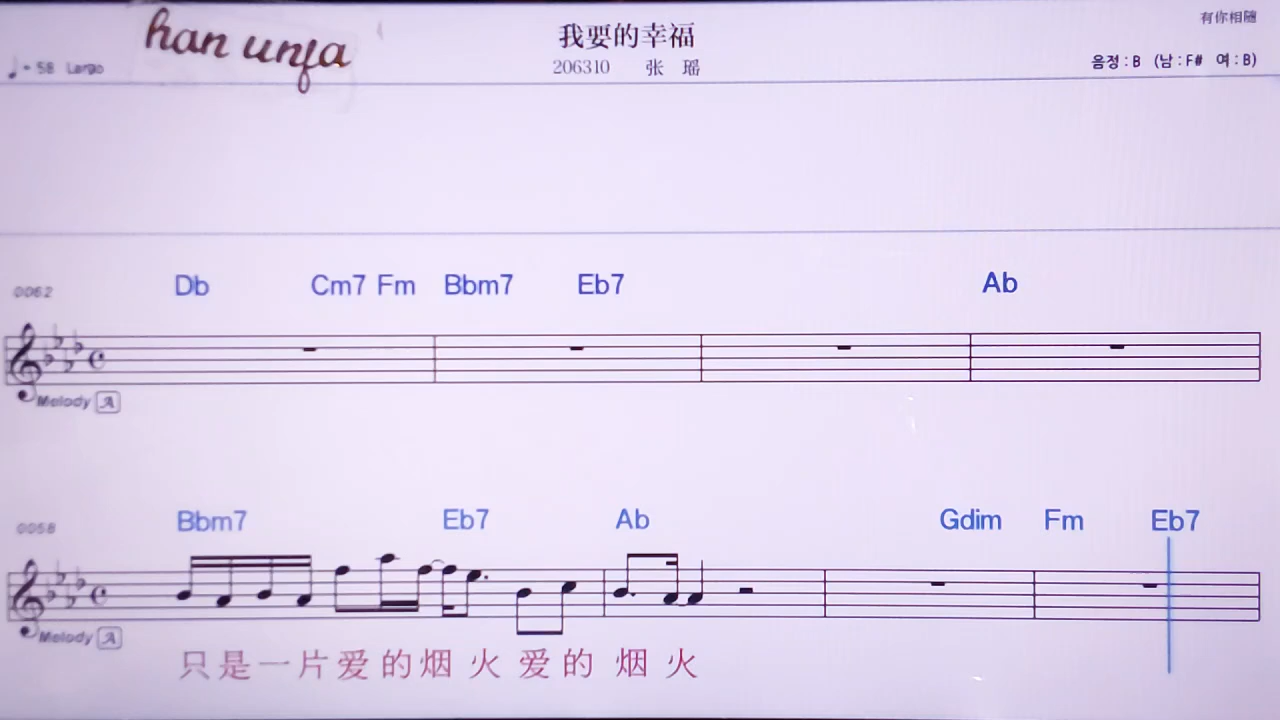 han unfa
我要的幸福
有你相隨
♩= 58 Largo
206310 张 瑶
음정 : B (남 : F# 여 : B)
0062
Db Cm7 Fm Bbm7 Eb7 Ab
Melody A
0058
Bbm7 Eb7 Ab Gdim Fm Eb7
Melody A
只是一片爱的烟火爱的烟火